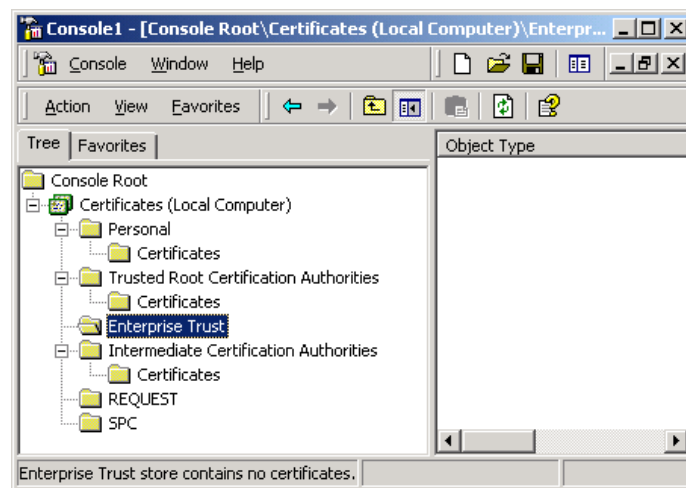 Console1 - [Console Root\Certificates (Local Computer)\Enterpr...
Console Window Help
Action View Favorites
Tree Favorites
Object Type
Console Root
Certificates (Local Computer)
Personal
Certificates
Trusted Root Certification Authorities
Certificates
Enterprise Trust
Intermediate Certification Authorities
Certificates
REQUEST
SPC
Enterprise Trust store contains no certificates.